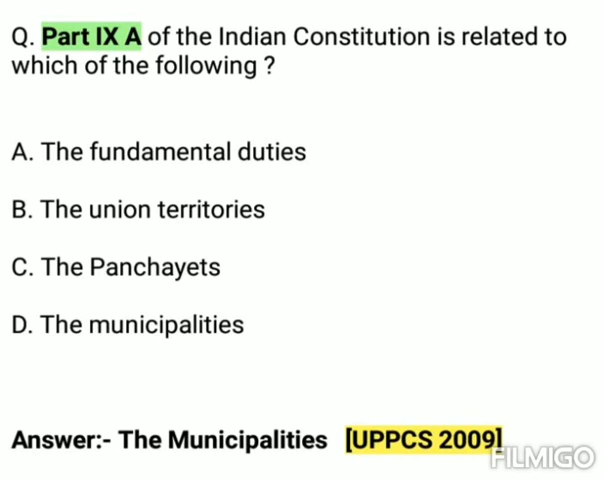 Q. Part IX A of the Indian Constitution is related to
which of the following ?
A. The fundamental duties
B. The union territories
C. The Panchayets
D. The municipalities
Answer:- The Municipalities [UPPCS 2009]
FILMIGO